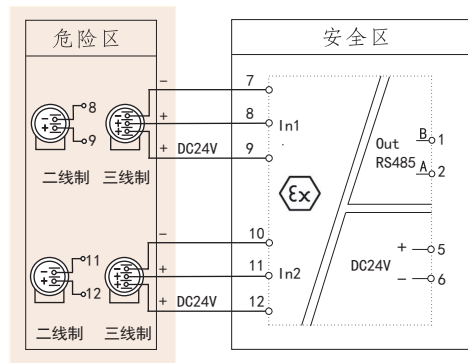 危险区
安全区
8
9
二线制
三线制
−
+
+ DC24V
7
8
9
In1
Ex
Out
RS485
B 1
A 2
11
12
二线制
三线制
−
+
+ DC24V
10
11
12
In2
DC24V
+ 5
− 6